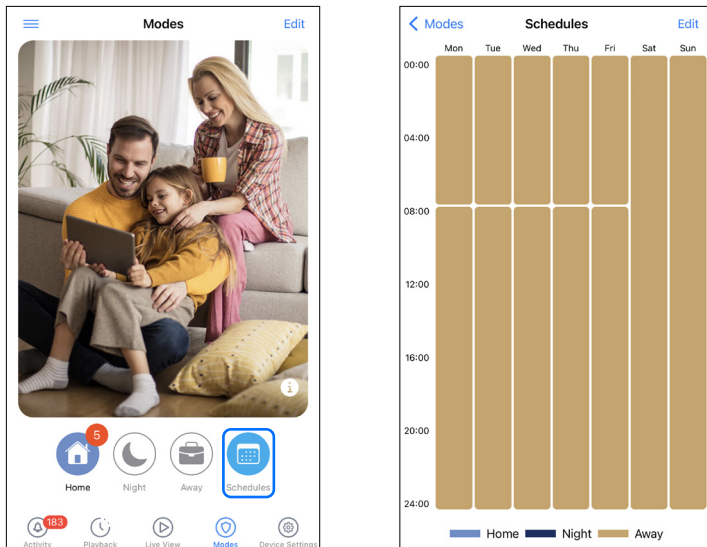 Modes
Edit
5
Home
Night
Away
Schedules
183
Activity
Playback
Live View
Modes
Device Settings
Modes
Schedules
Edit
Mon Tue Wed Thu Fri Sat Sun
00:00
04:00
08:00
12:00
16:00
20:00
24:00
Home Night Away